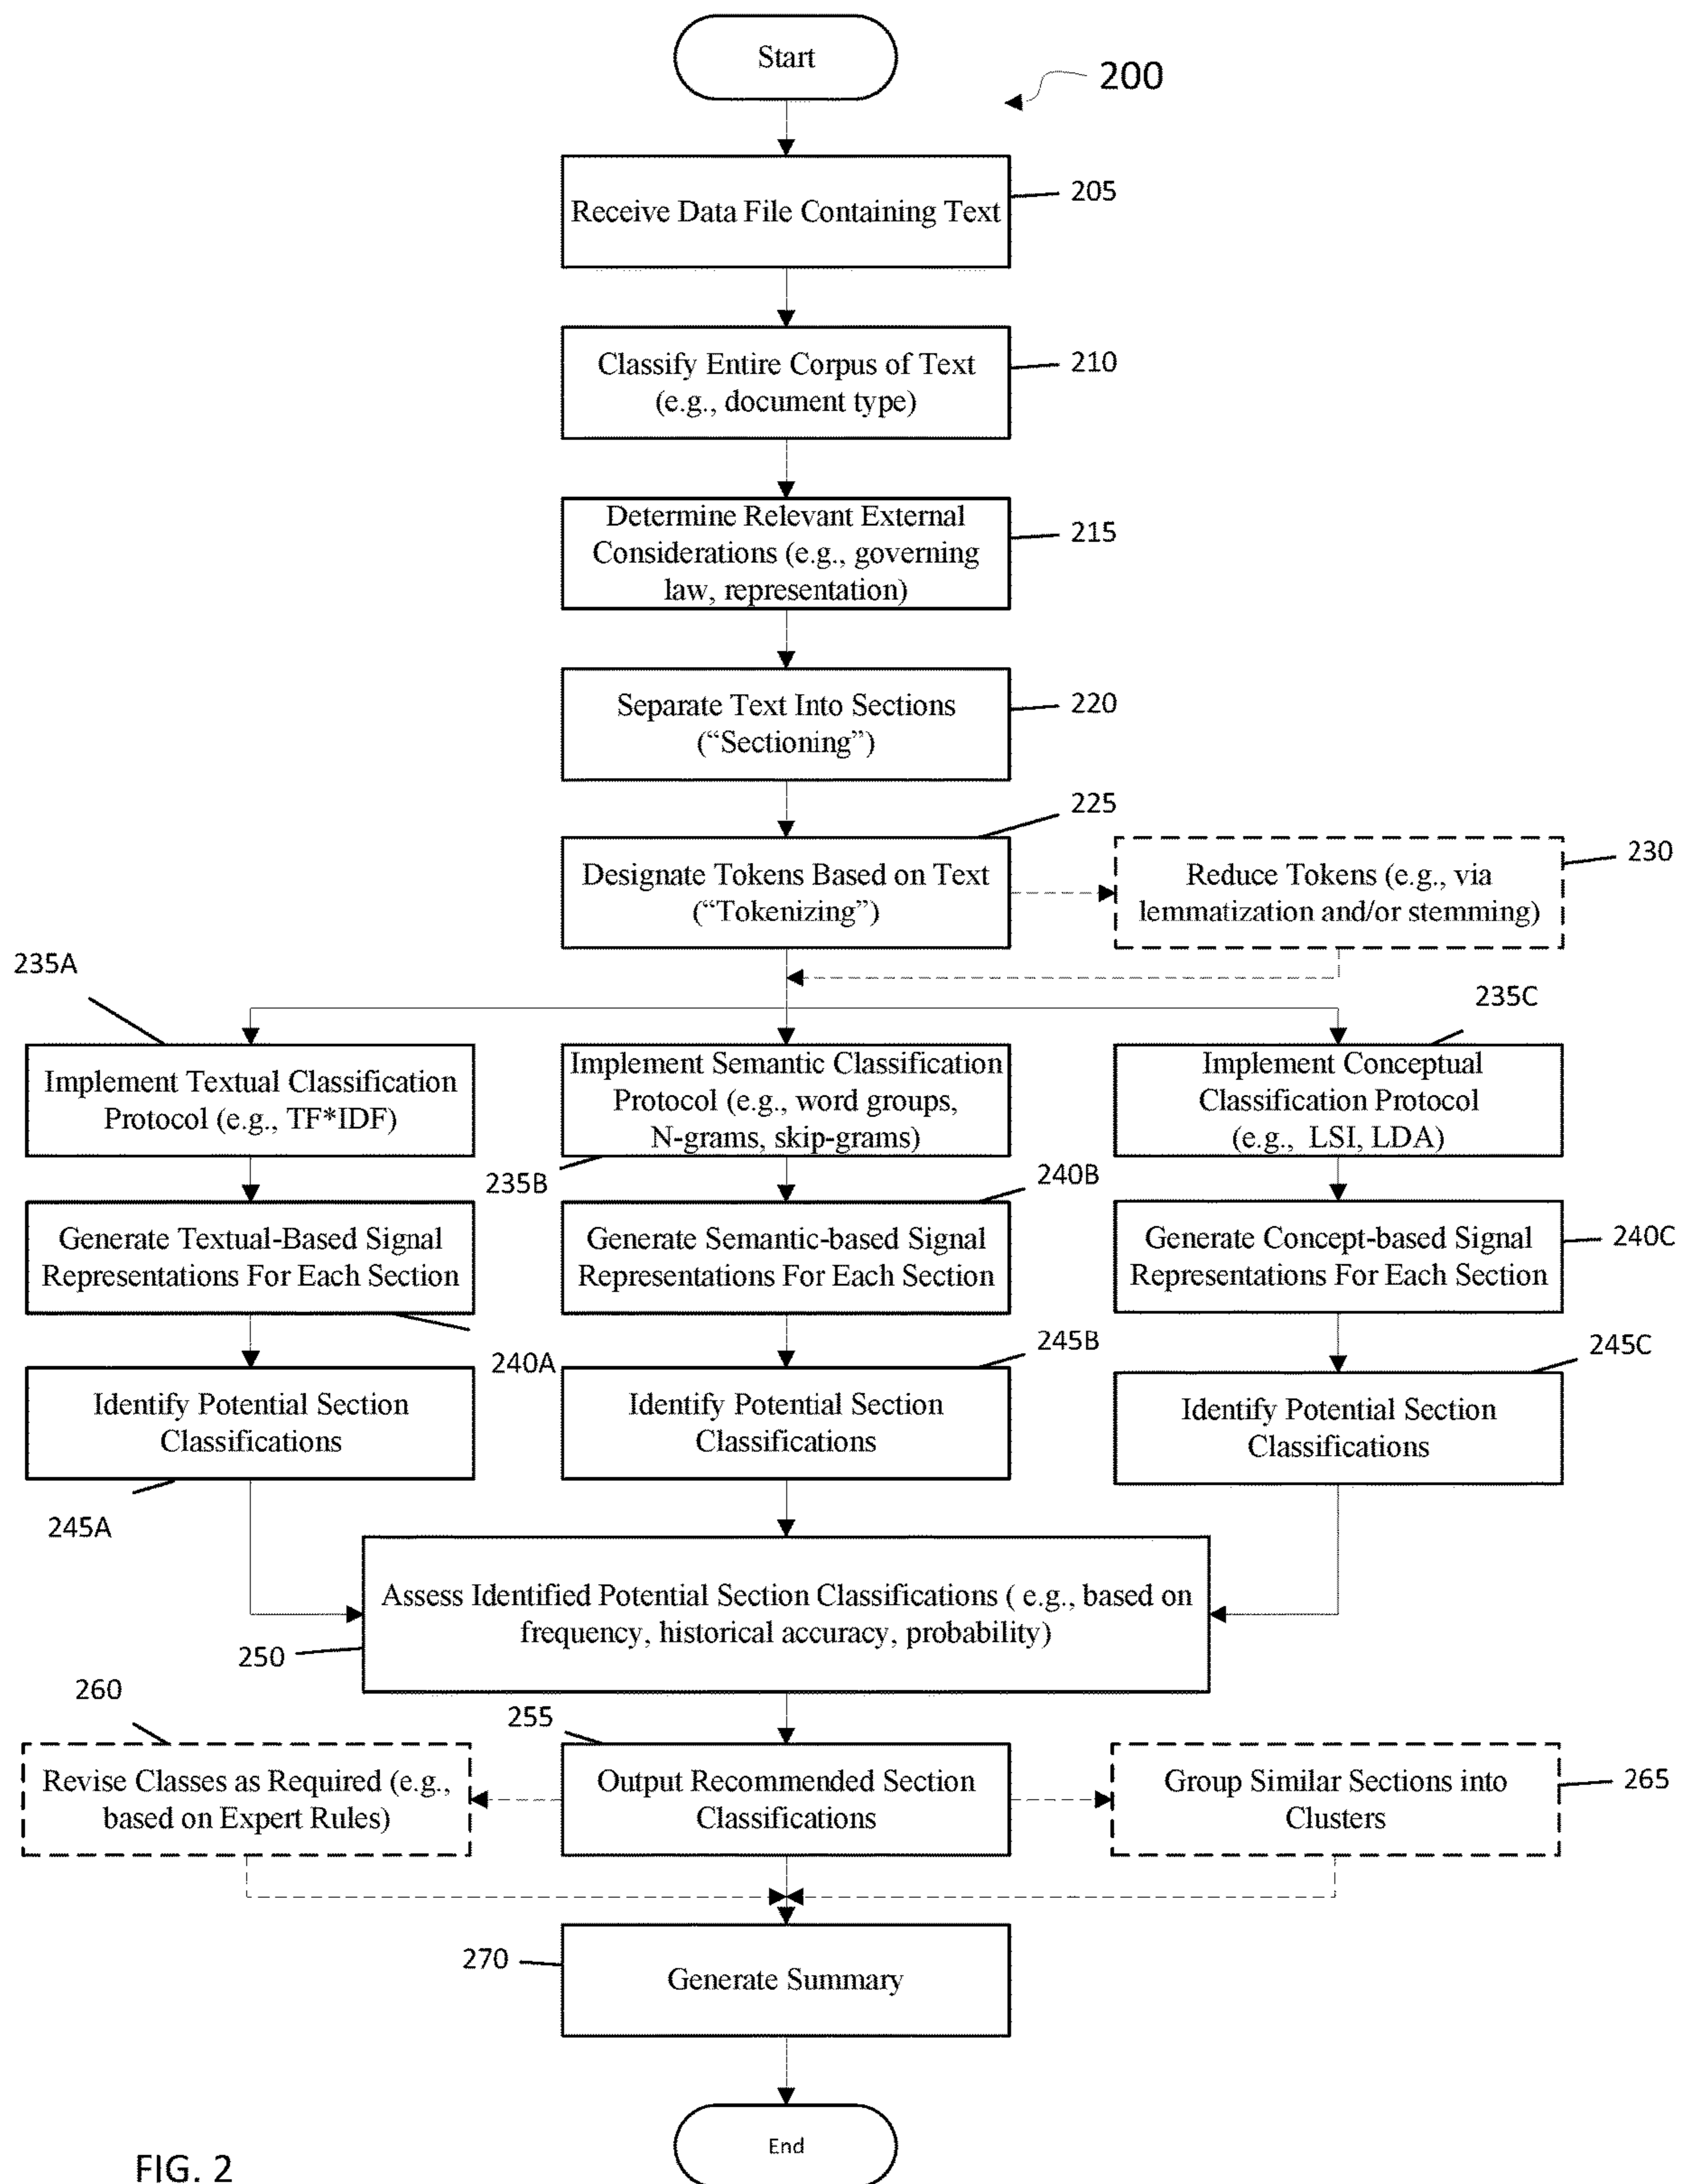 Start
200
Receive Data File Containing Text
205
Classify Entire Corpus of Text
(e.g., document type)
210
Determine Relevant External
Considerations (e.g., governing
law, representation)
215
Separate Text Into Sections
(“Sectioning”)
220
225
Designate Tokens Based on Text
(“Tokenizing”)
Reduce Tokens (e.g., via
lemmatization and/or stemming)
230
235A
Implement Textual Classification
Protocol (e.g., TF*IDF)
Implement Semantic Classification
Protocol (e.g., word groups,
N-grams, skip-grams)
235B
235C
Implement Conceptual
Classification Protocol
(e.g., LSI, LDA)
Generate Textual-Based Signal
Representations For Each Section
240A
240B
Generate Semantic-based Signal
Representations For Each Section
Generate Concept-based Signal
Representations For Each Section
240C
Identify Potential Section
Classifications
245A
245B
Identify Potential Section
Classifications
245C
Identify Potential Section
Classifications
Assess Identified Potential Section Classifications ( e.g., based on
frequency, historical accuracy, probability)
250
260
Revise Classes as Required (e.g.,
based on Expert Rules)
255
Output Recommended Section
Classifications
Group Similar Sections into
Clusters
265
270
Generate Summary
End
FIG. 2